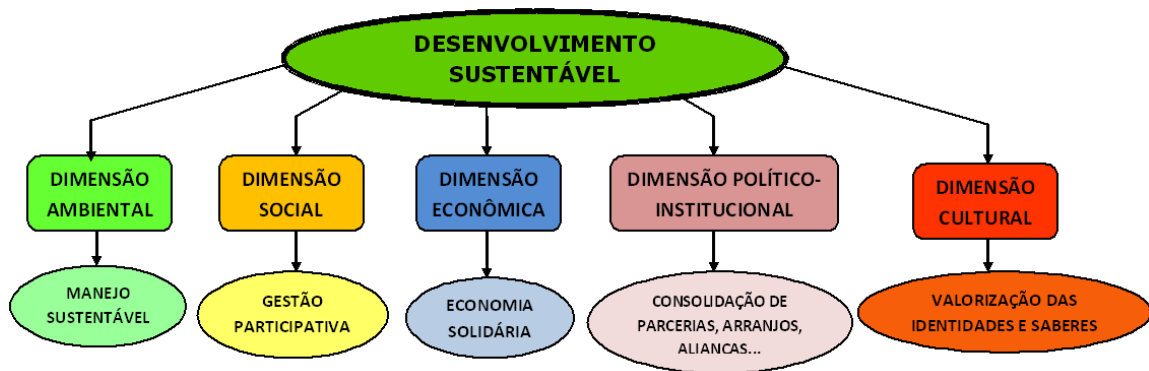 DESENVOLVIMENTO
SUSTENTÁVEL
DIMENSÃO
AMBIENTAL
DIMENSÃO
SOCIAL
DIMENSÃO
ECONÔMICA
DIMENSÃO POLÍTICO-
INSTITUCIONAL
DIMENSÃO
CULTURAL
MANEJO
SUSTENTÁVEL
GESTÃO
PARTICIPATIVA
ECONOMIA
SOLIDÁRIA
CONSOLIDAÇÃO DE
PARCERIAS, ARRANJOS,
ALIANCAS...
VALORIZAÇÃO DAS
IDENTIDADES E SABERES